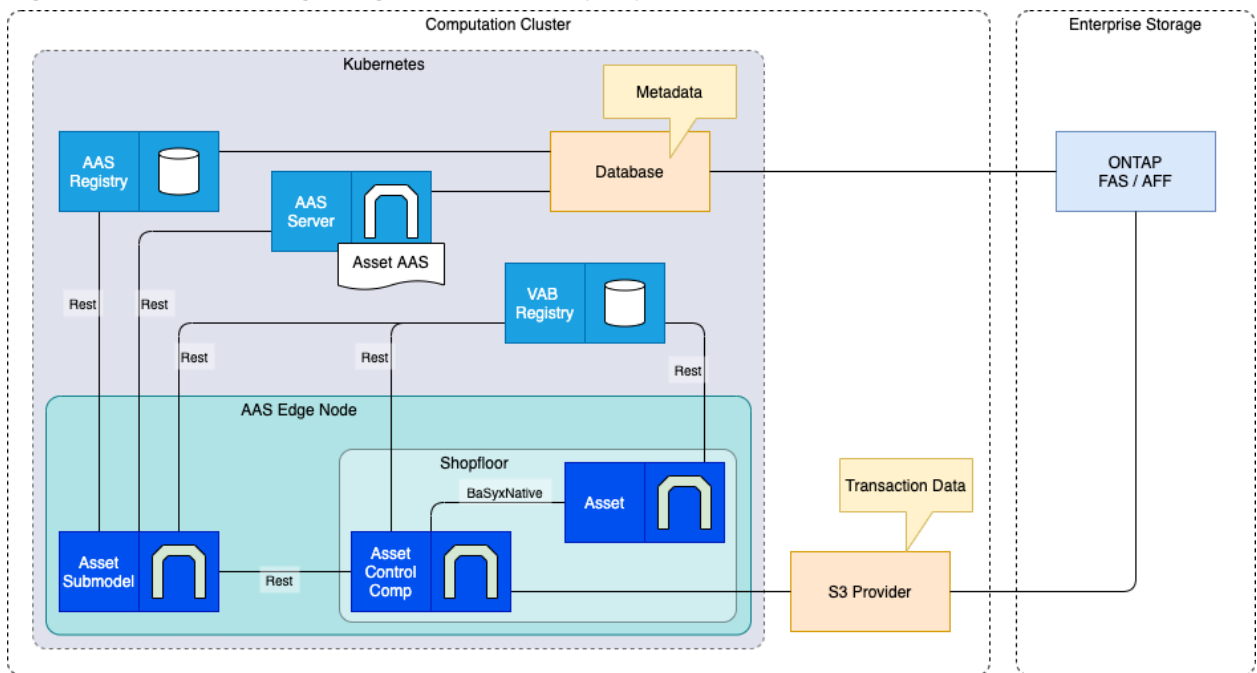 Computation Cluster
Enterprise Storage
Kubernetes
Metadata
AAS
Registry
Database
ONTAP
FAS / AFF
AAS
Server
Asset AAS
VAB
Registry
Rest
Rest
Rest
Rest
Rest
AAS Edge Node
Shopfloor
BaSyxNative
Asset
Transaction Data
Asset
Submodel
Rest
Asset
Control
Comp
S3 Provider